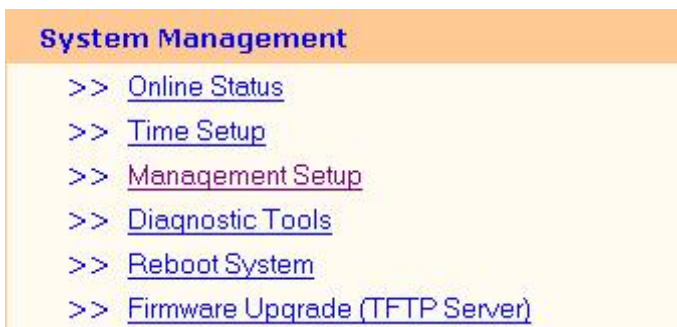 System Management
>> Online Status
>> Time Setup
>> Management Setup
>> Diagnostic Tools
>> Reboot System
>> Firmware Upgrade (TFTP Server)